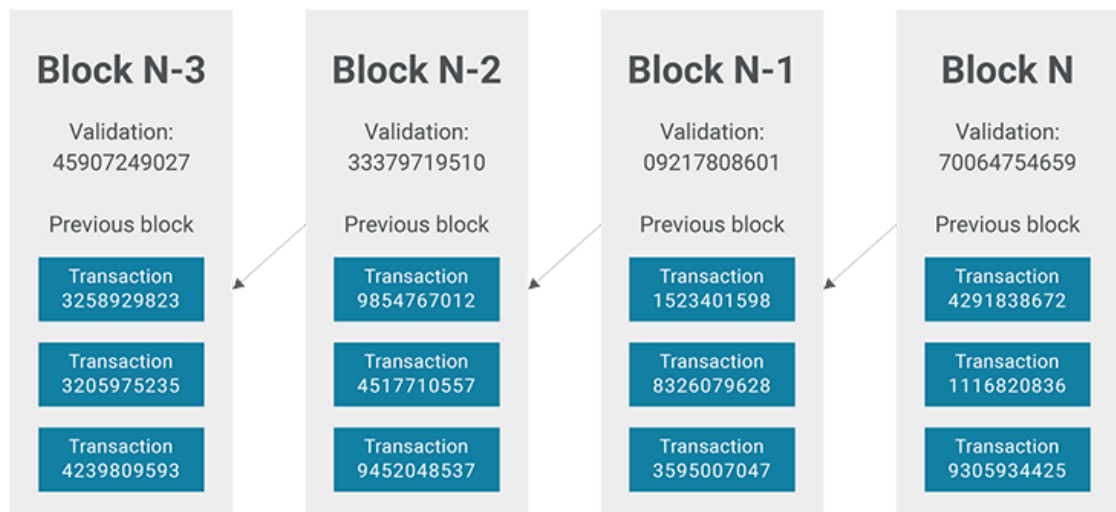 Block N-3
Validation:
45907249027
Previous block
Transaction
3258929823
Transaction
3205975235
Transaction
4239809593
Block N-2
Validation:
33379719510
Previous block
Transaction
9854767012
Transaction
4517710557
Transaction
9452048537
Block N-1
Validation:
09217808601
Previous block
Transaction
1523401598
Transaction
8326079628
Transaction
3595007047
Block N
Validation:
70064754659
Previous block
Transaction
4291838672
Transaction
1116820836
Transaction
9305934425